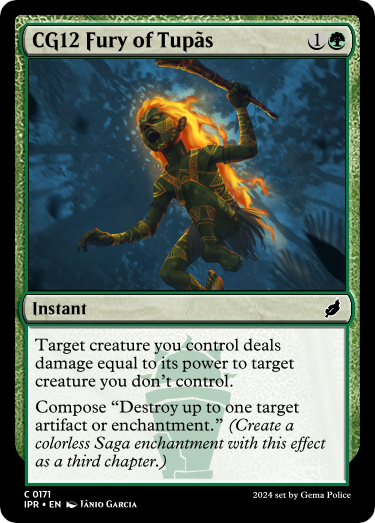 CG12 Fury of Tupãs 1
Instant
Target creature you control deals
damage equal to its power to target
creature you don't control.
Compose “Destroy up to one target
artifact or enchantment.” (Create a
colorless Saga enchantment with this effect
as a third chapter.)
C 0171
IPR • EN Jânio Garcia
2024 set by Gema Police